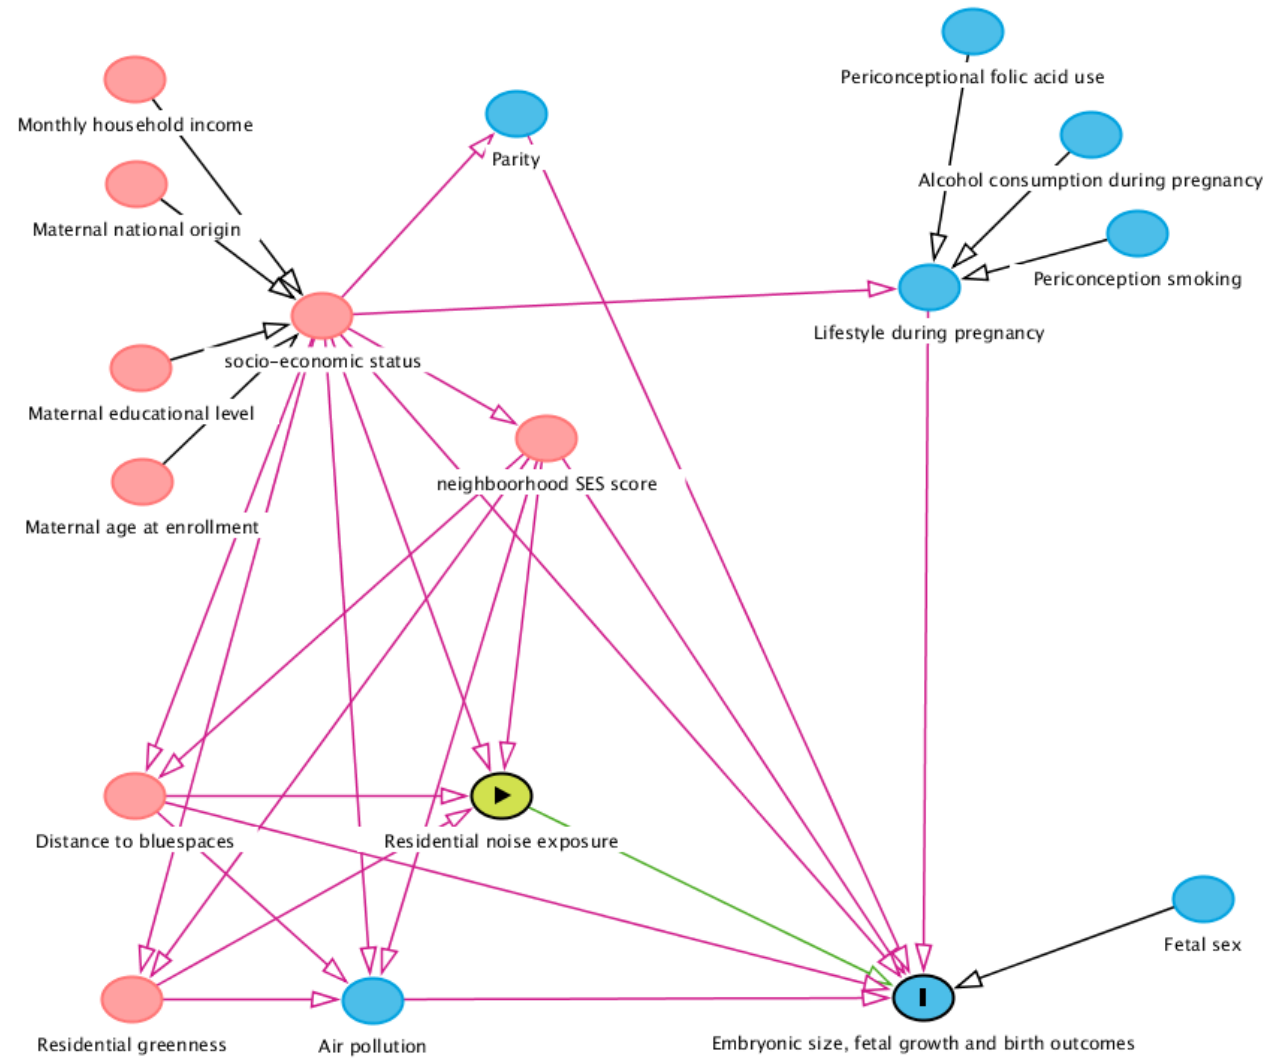 Periconceptional folic acid use
Monthly household income
Parity
Alcohol consumption during pregnancy
Maternal national origin
Periconception smoking
Lifestyle during pregnancy
socio-economic status
Maternal educational level
neighboorhood SES score
Maternal age at enrollment
Distance to bluespaces
Residential noise exposure
Fetal sex
Residential greenness
Air pollution
Embryonic size, fetal growth and birth outcomes